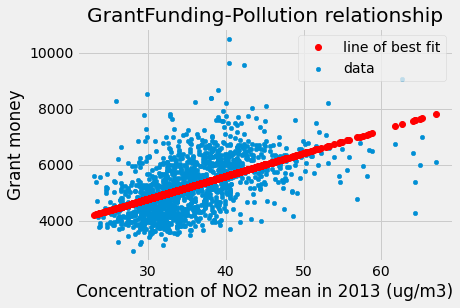 GrantFunding-Pollution relationship
line of best fit
data
Grant money
10000
8000
6000
4000
30
40
50
60
Concentration of NO2 mean in 2013 (ug/m3)